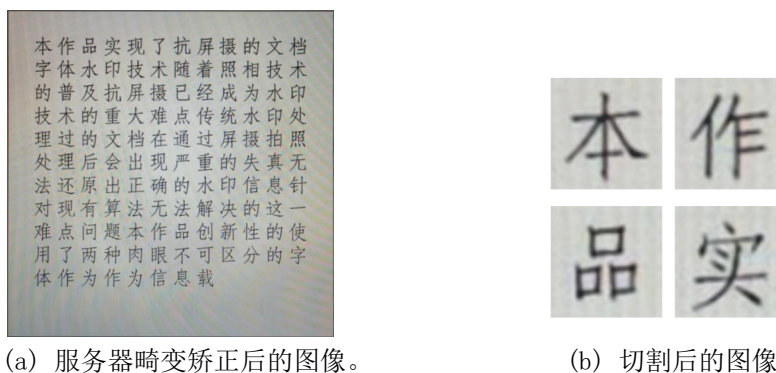 本作品实现了抗屏摄的文档
字体水印技术随着照相技术
的普及抗屏摄已经成为水印
技术的重大难点传统水印处
理过的文档在通过屏摄拍照
处理后会出现严重的失真无
法还原出正确的水印信息针
对现有算法无法解决的这一
难点问题本作品创新性的使
用了两种肉眼不可区分的字
体作为作为信息载
本 作
品 实
(a) 服务器畸变矫正后的图像。
(b) 切割后的图像